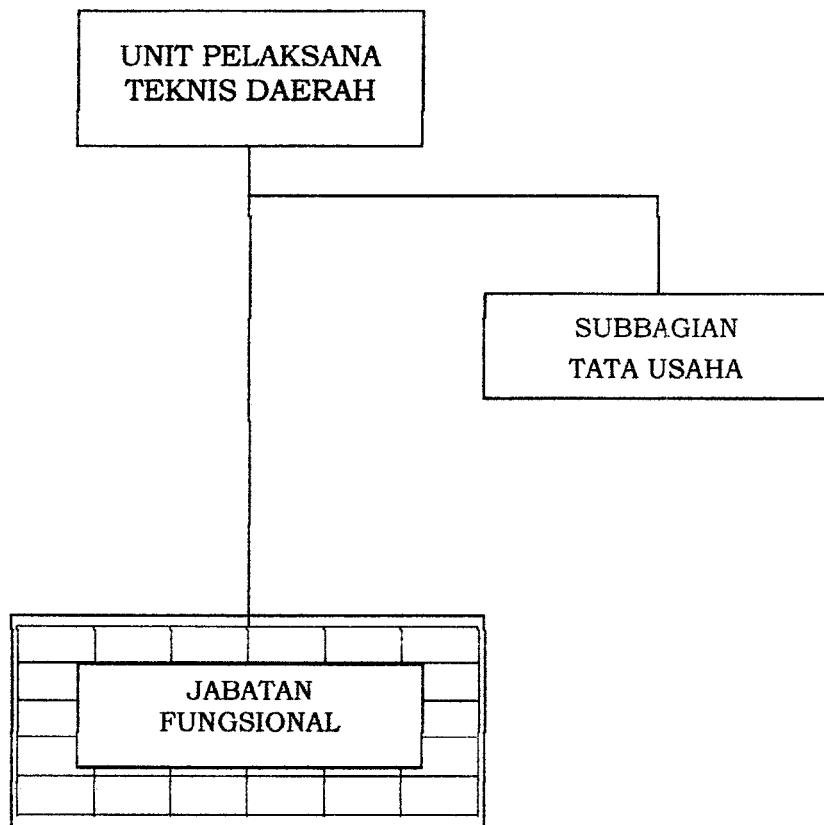 UNIT PELAKSANA
TEKNIS DAERAH
SUBBAGIAN
TATA USAHA
JABATAN
FUNGSIONAL